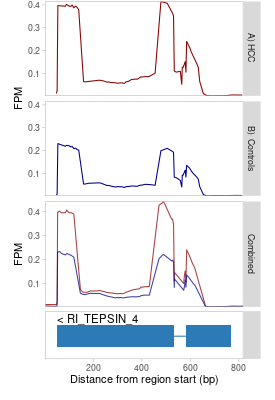 0.4
0.3
0.2
0.1
FPM
A) HCC
0.4
0.3
0.2
0.1
B) Controls
0.4
0.3
0.2
0.1
FPM
Combined
< RI_TEPSIN_4
200
400
600
800
Distance from region start (bp)